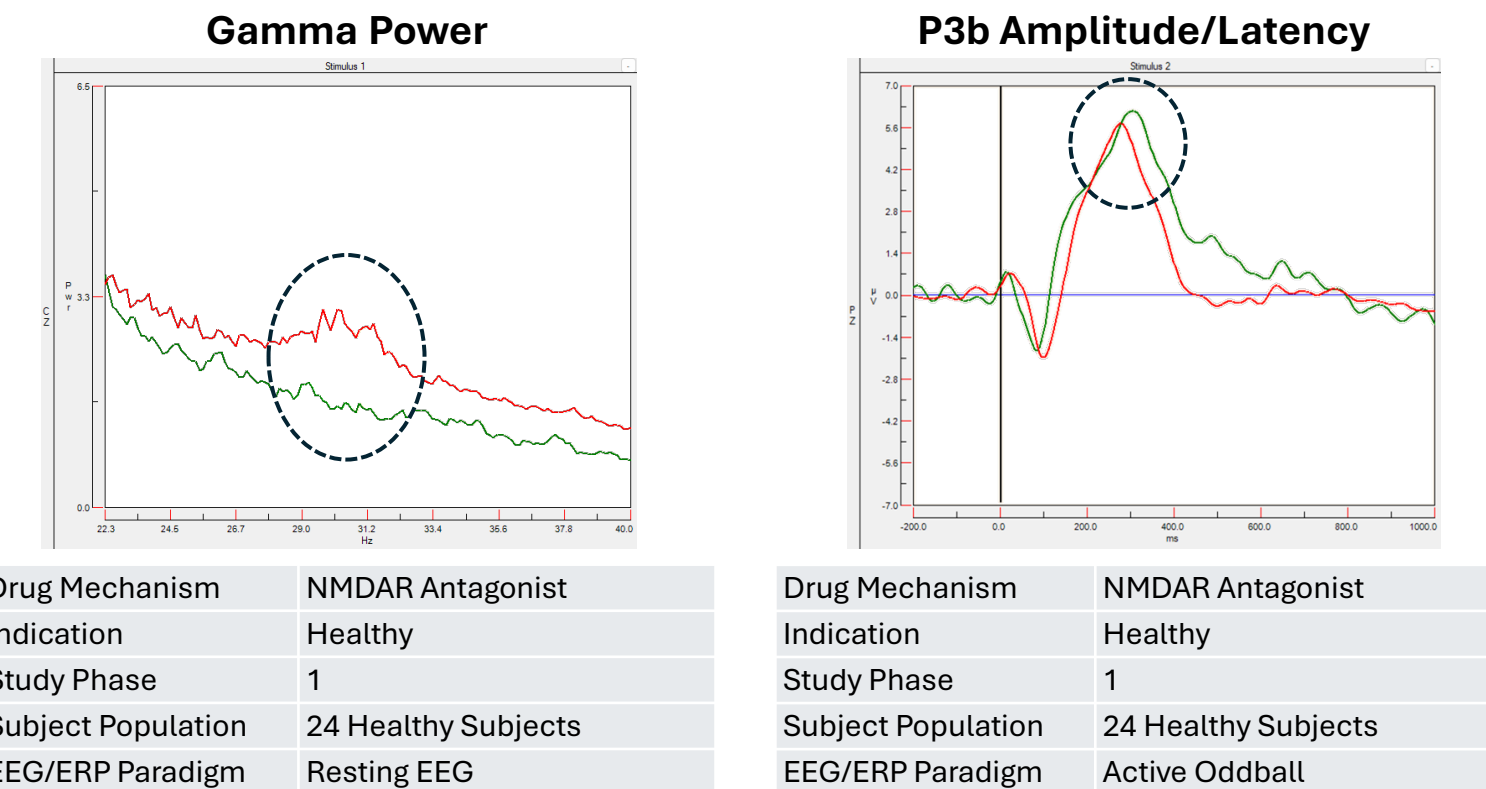 Gamma Power
Stimulus 1
-
6.5
3.3
0.0
P
w
r
C
Z
22.3 24.5 26.7 29.0 31.2 33.4 35.6 37.8 40.0
Hz
Drug Mechanism NMDAR Antagonist
Indication Healthy
Study Phase 1
Subject Population 24 Healthy Subjects
EEG/ERP Paradigm Resting EEG
P3b Amplitude/Latency
Stimulus 2
-
7.0
5.6
4.2
2.8
1.4
0.0
-1.4
-2.8
-4.2
-5.6
-7.0
µ
V
P
Z
-200.0 0.0 200.0 400.0 600.0 800.0 1000.0
ms
Drug Mechanism NMDAR Antagonist
Indication Healthy
Study Phase 1
Subject Population 24 Healthy Subjects
EEG/ERP Paradigm Active Oddball